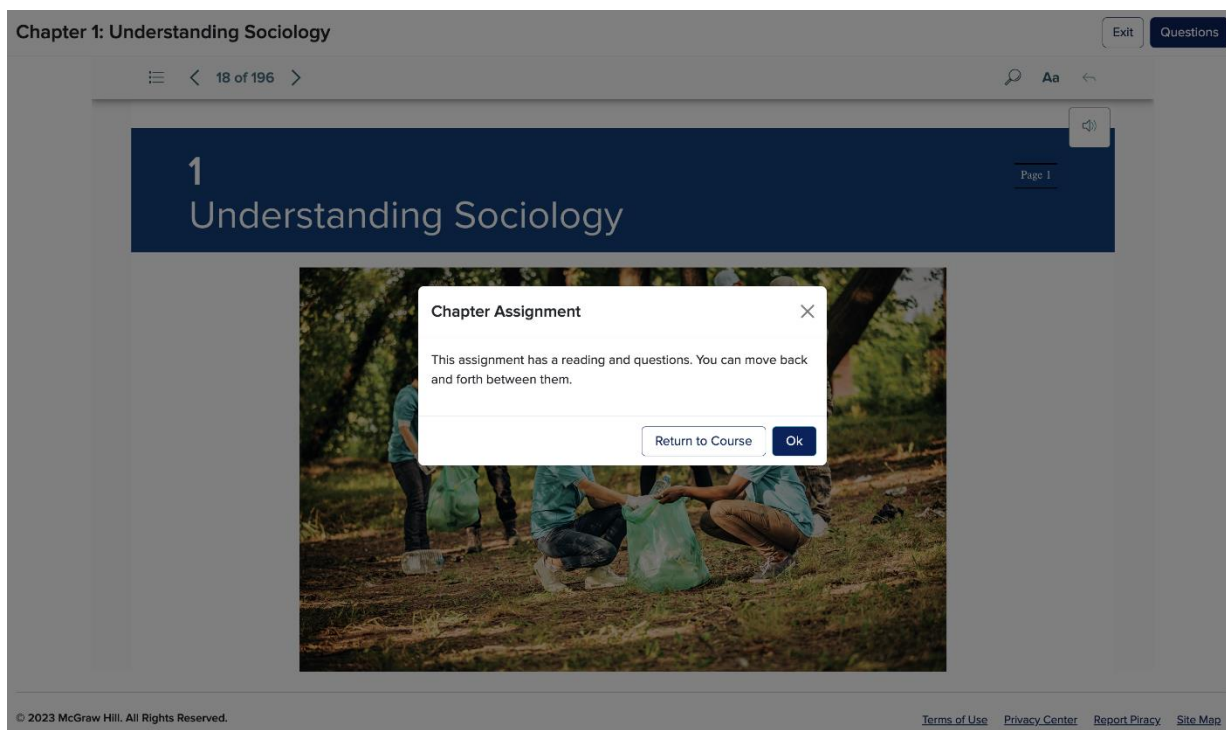 Chapter 1: Understanding Sociology
Exit
Questions
18 of 196
Aa
1
Page 1
Understanding Sociology
Chapter Assignment
This assignment has a reading and questions. You can move back
and forth between them.
Return to Course
Ok
© 2023 McGraw Hill. All Rights Reserved.
Terms of Use Privacy Center Report Piracy Site Map